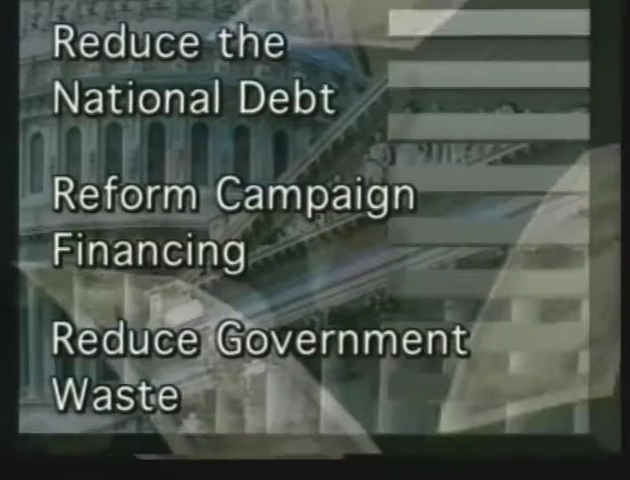 Reduce the
National Debt
Reform Campaign
Financing
Reduce Government
Waste